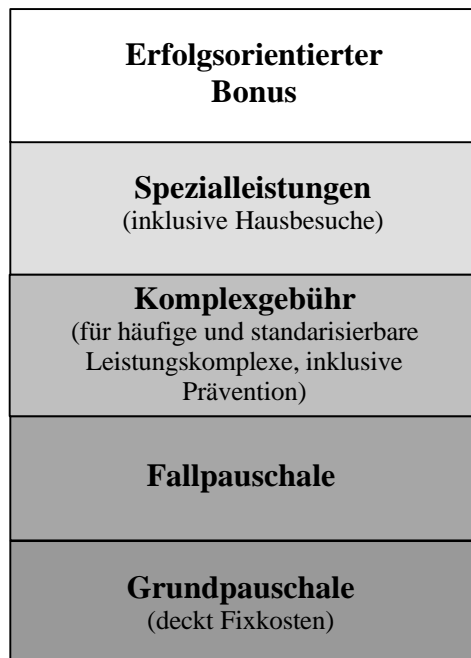 Erfolgsorientierter
Bonus
Spezialleistungen
(inklusive Hausbesuche)
Komplexgebühr
(für häufige und standarisierbare
Leistungskomplexe, inklusive
Prävention)
Fallpauschale
Grundpauschale
(deckt Fixkosten)